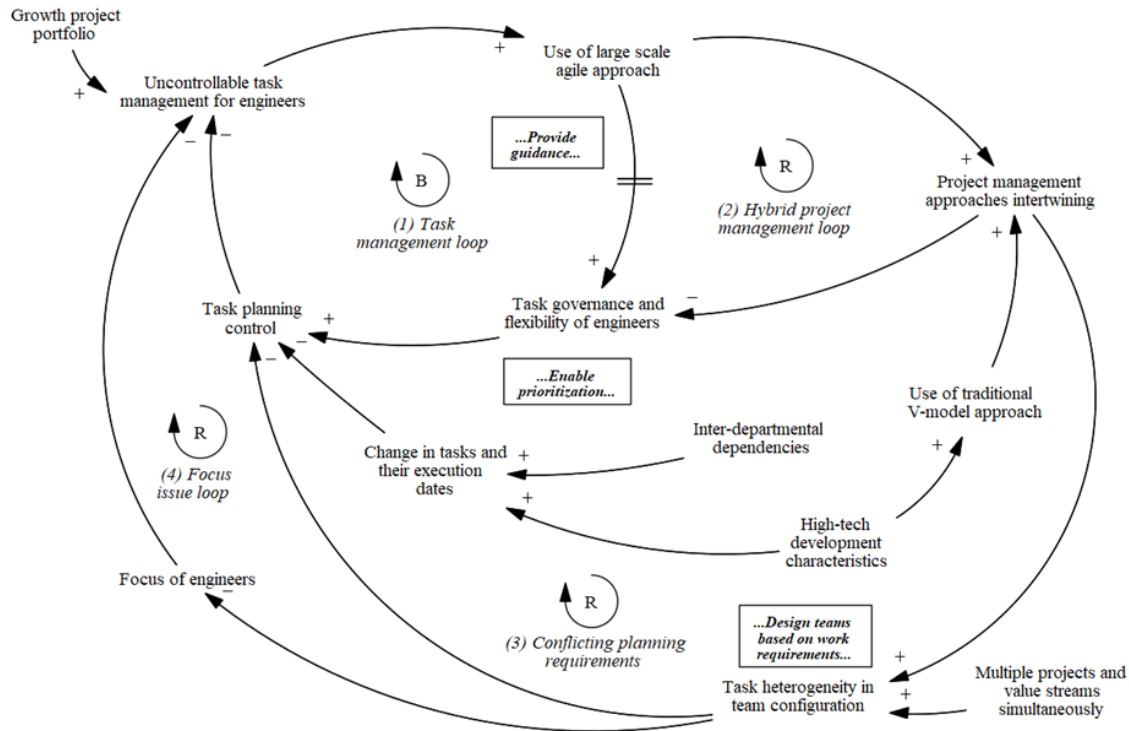 Growth project
portfolio
+
Uncontrollable task
management for engineers
−
−
+
Use of large scale
agile approach
...Provide
guidance...
B
(1) Task
management loop
R
(2) Hybrid project
management loop
+
Project management
approaches intertwining
+
+
Task governance and
flexibility of engineers
−
Task planning
control
+
−
−
...Enable
prioritization...
Use of traditional
V-model approach
+
R
(4) Focus
issue loop
Change in tasks and
their execution
dates
+
+
Inter-departmental
dependencies
High-tech
development
characteristics
Focus of engineers
−
R
(3) Conflicting planning
requirements
...Design teams
based on work
requirements...
+
+
Task heterogeneity in
team configuration
Multiple projects and
value streams
simultaneously